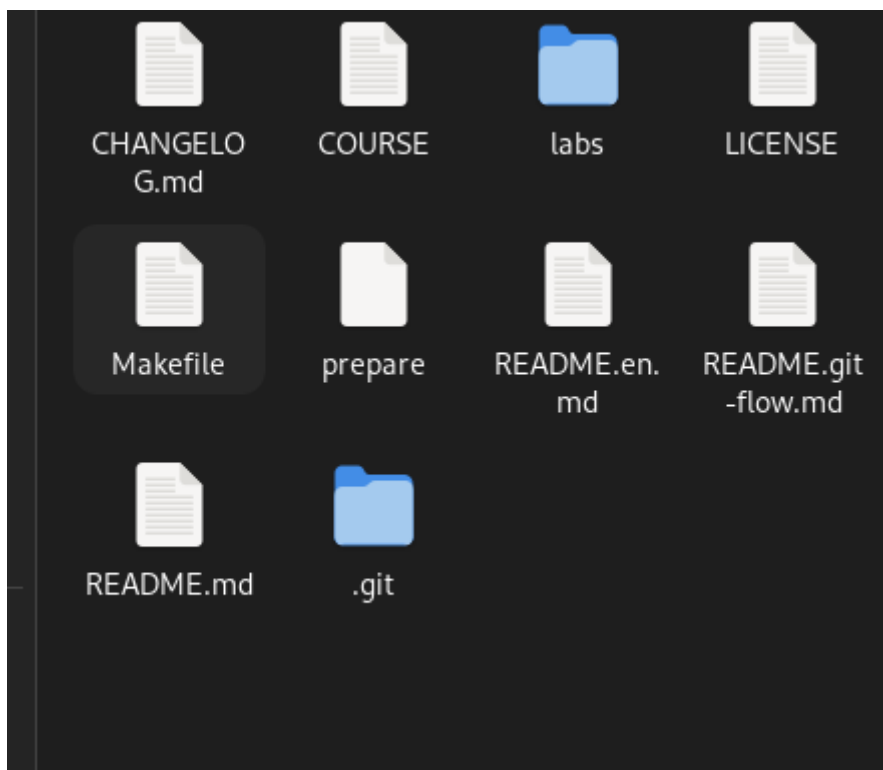 CHANGELO
G.md
COURSE
labs
LICENSE
Makefile
prepare
README.en.
md
README.git
-flow.md
README.md
.git